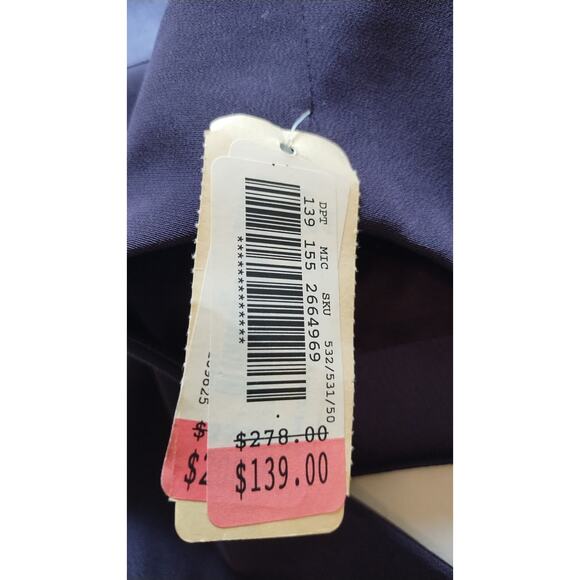 DPT MIC SKU
139 155 2664969
532/531/50
*************
$278.00
$139.00